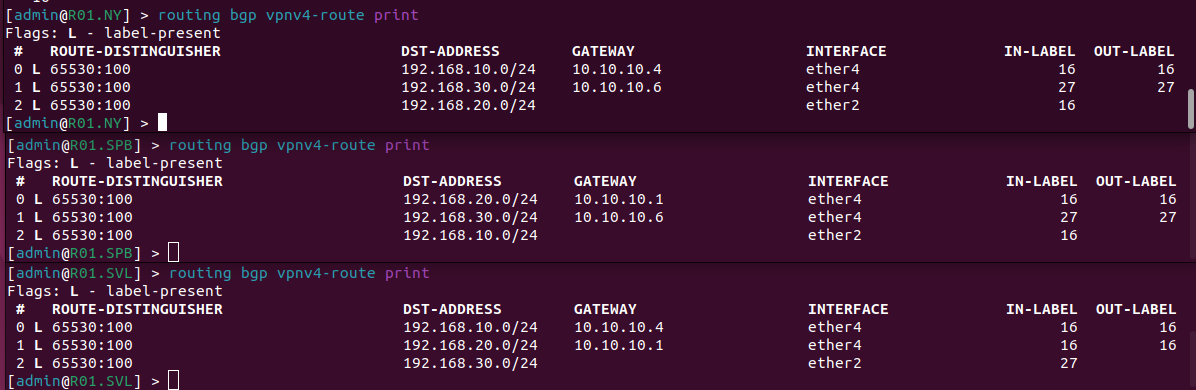 [admin@R01.NY] > routing bgp vpnv4-route print
Flags: L - label-present
# ROUTE-DISTINGUISHER DST-ADDRESS GATEWAY INTERFACE IN-LABEL OUT-LABEL
0 L 65530:100 192.168.10.0/24 10.10.10.4 ether4 16 16
1 L 65530:100 192.168.30.0/24 10.10.10.6 ether4 27 27
2 L 65530:100 192.168.20.0/24 ether2 16
[admin@R01.NY] >
[admin@R01.SPB] > routing bgp vpnv4-route print
Flags: L - label-present
# ROUTE-DISTINGUISHER DST-ADDRESS GATEWAY INTERFACE IN-LABEL OUT-LABEL
0 L 65530:100 192.168.20.0/24 10.10.10.1 ether4 16 16
1 L 65530:100 192.168.30.0/24 10.10.10.6 ether4 27 27
2 L 65530:100 192.168.10.0/24 ether2 16
[admin@R01.SPB] >
[admin@R01.SVL] > routing bgp vpnv4-route print
Flags: L - label-present
# ROUTE-DISTINGUISHER DST-ADDRESS GATEWAY INTERFACE IN-LABEL OUT-LABEL
0 L 65530:100 192.168.10.0/24 10.10.10.4 ether4 16 16
1 L 65530:100 192.168.20.0/24 10.10.10.1 ether4 16 16
2 L 65530:100 192.168.30.0/24 ether2 27
[admin@R01.SVL] >